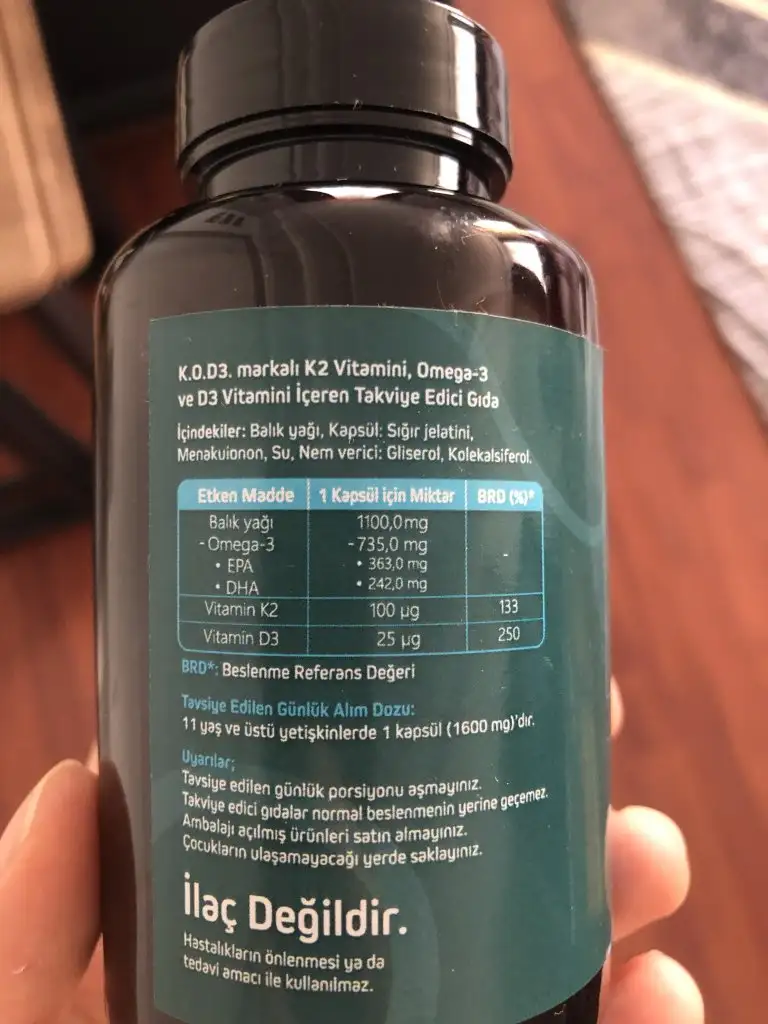 K.O.D3. markalı K2 Vitamini, Omega-3
ve D3 Vitamini İçeren Takviye Edici Gıda
İçindekiler: Balık yağı, Kapsül: Sığır jelatini,
Menakuionon, Su, Nem verici: Gliserol, Kolekalsiferol.
Etken Madde 1 Kapsül için Miktar BRD (%)*
Balık yağı 1100,0mg
- Omega-3 -735,0 mg -
• EPA • 363,0 mg
• DHA • 242,0 mg
Vitamin K2 100 µg 133
Vitamin D3 25 µg 250
BRD*: Beslenme Referans Değeri
Tavsiye Edilen Günlük Alım Dozu:
11 yaş ve üstü yetişkinlerde 1 kapsül (1600 mg)'dır.
Uyarılar;
Tavsiye edilen günlük porsiyonu aşmayınız.
Takviye edici gıdalar normal beslenmenin yerine geçemez.
Ambalajı açılmış ürünleri satın almayınız.
Çocukların ulaşamayacağı yerde saklayınız.
İlaç Değildir.
Hastalıkların önlenmesi ya da
tedavi amacı ile kullanılmaz.